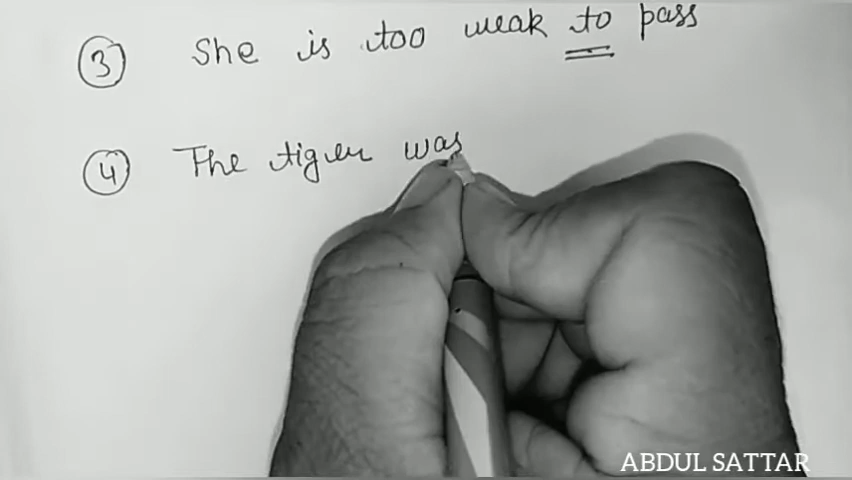 3 She is too weak to pass
4 The tiger was
ABDUL SATTAR